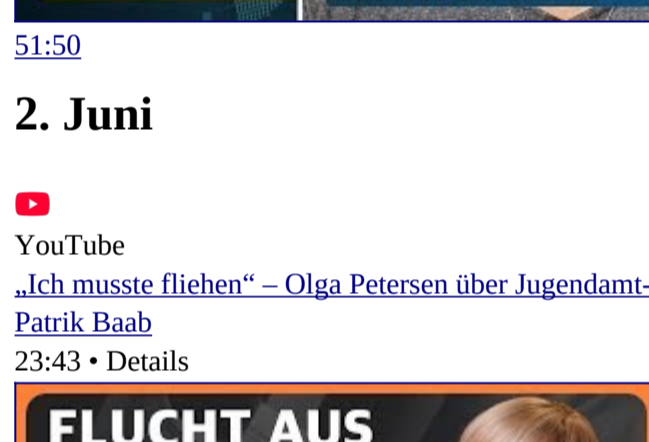 51:50
2. Juni
YouTube
„Ich musste fliehen“ – Olga Petersen über Jugendamt-
Patrik Baab
23:43 • Details
FLUCHT AUS